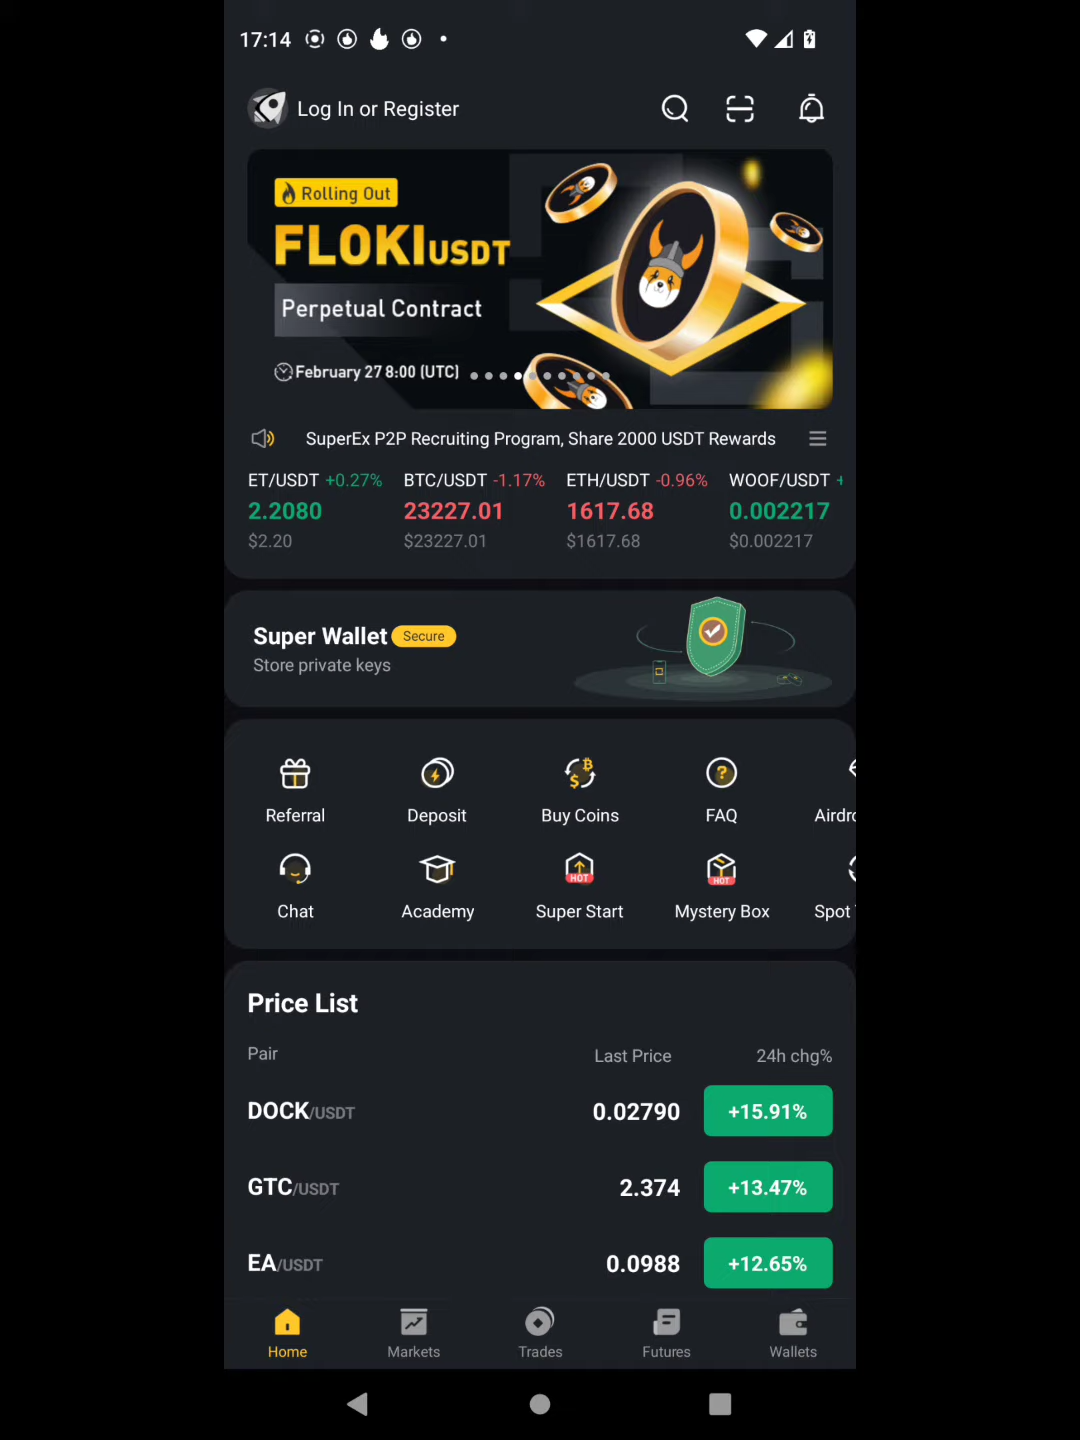 17:14
Log In or Register
Rolling Out
FLOKIUSDT
Perpetual Contract
February 27 8:00 (UTC)
SuperEx P2P Recruiting Program, Share 2000 USDT Rewards
ET/USDT +0.27% BTC/USDT -1.17% ETH/USDT -0.96% WOOF/USDT +
2.2080 23227.01 1617.68 0.002217
$2.20 $23227.01 $1617.68 $0.002217
Super Wallet Secure
Store private keys
Referral Deposit Buy Coins FAQ Airdro
HOT HOT
Chat Academy Super Start Mystery Box Spot
Price List
Pair Last Price 24h chg%
DOCK/USDT 0.02790 +15.91%
GTC/USDT 2.374 +13.47%
EA/USDT 0.0988 +12.65%
Home Markets Trades Futures Wallets